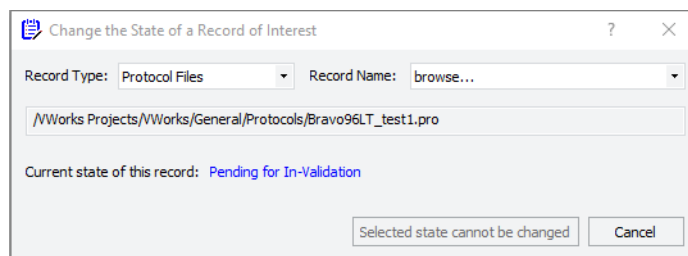 Change the State of a Record of Interest
Record Type: Protocol Files Record Name: browse...
/VWorks Projects/VWorks/General/Protocols/Bravo96LT_test1.pro
Current state of this record: Pending for In-Validation
Selected state cannot be changed Cancel